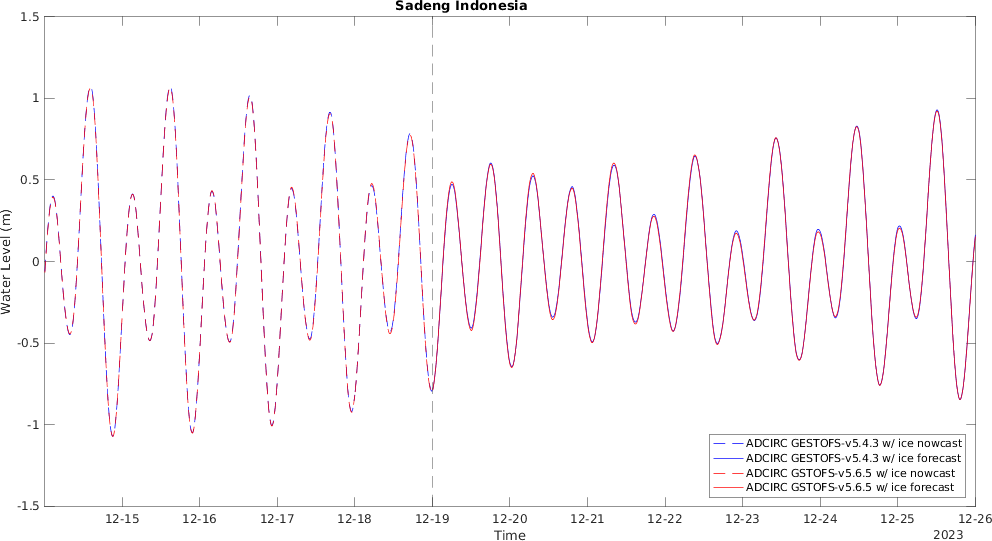 Sadeng Indonesia
1.5
1
0.5
0
-0.5
-1
-1.5
Water Level (m)
12-15 12-16 12-17 12-18 12-19 12-20 12-21 12-22 12-23 12-24 12-25 12-26
Time
2023
ADCIRC GESTOFS-v5.4.3 w/ ice nowcast
ADCIRC GESTOFS-v5.4.3 w/ ice forecast
ADCIRC GSTOFS-v5.6.5 w/ ice nowcast
ADCIRC GSTOFS-v5.6.5 w/ ice forecast